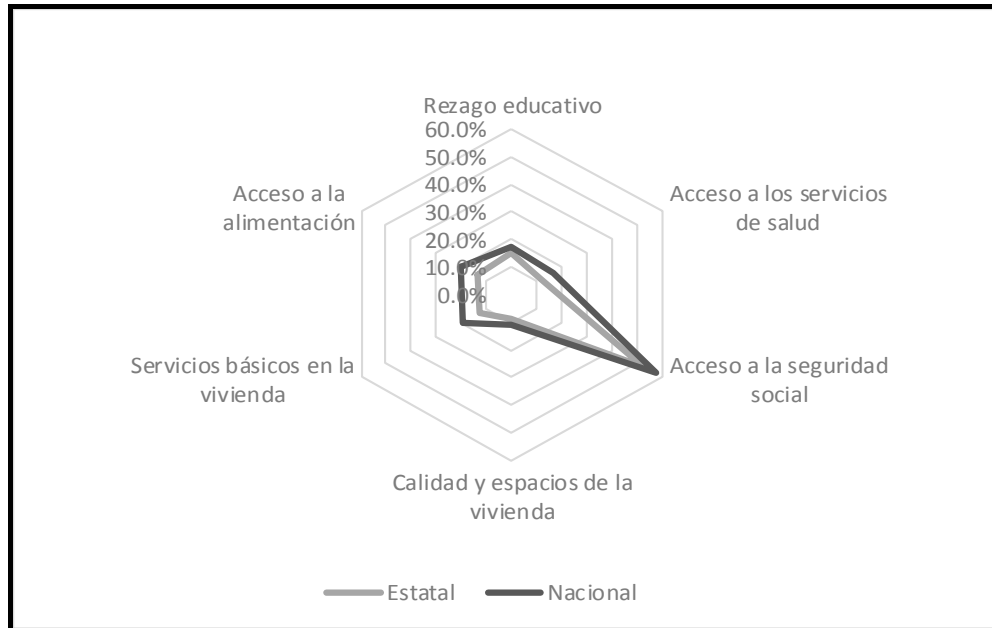 Rezago educativo
60.0%
50.0%
40.0%
30.0%
20.0%
10.0%
0.0%
Acceso a los servicios
de salud
Acceso a la seguridad
social
Calidad y espacios de la
vivienda
Servicios básicos en la
vivienda
Acceso a la
alimentación
Estatal
Nacional